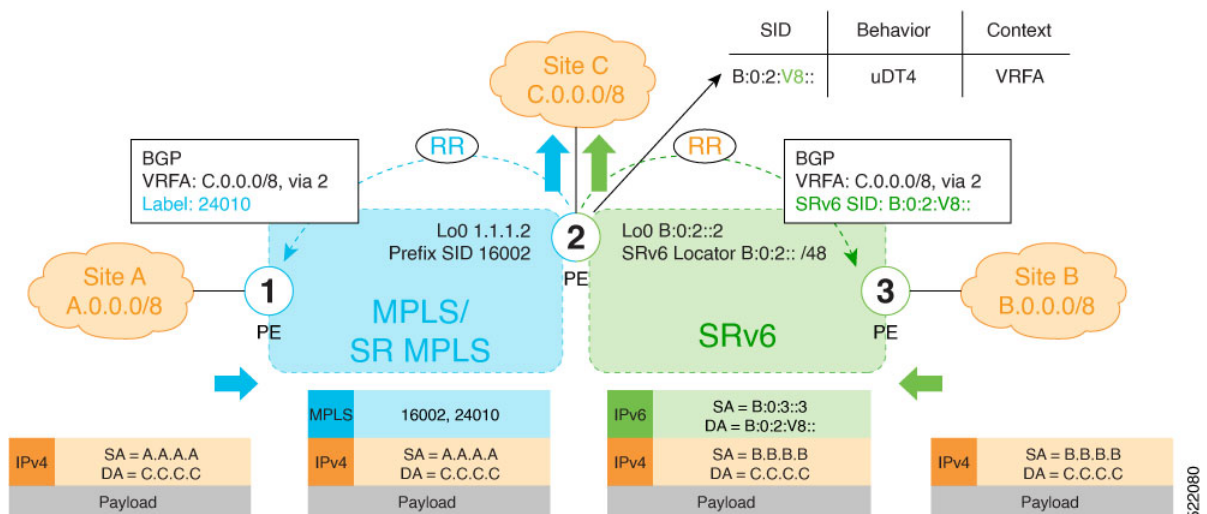 SID Behavior Context
B:0:2:V8:: uDT4 VRFA
Site C
C.0.0.0/8
RR
RR
BGP
VRFA: C.0.0.0/8, via 2
Label: 24010
BGP
VRFA: C.0.0.0/8, via 2
SRv6 SID: B:0:2:V8::
Lo0 1.1.1.2
Prefix SID 16002
2
PE
Lo0 B:0:2::2
SRv6 Locator B:0:2:: /48
Site A
A.0.0.0/8
1
PE
MPLS/
SR MPLS
SRv6
3
PE
Site B
B.0.0.0/8
MPLS 16002, 24010
IPv6 SA = B:0:3::3
DA = B:0:2:V8::
IPv4 SA = A.A.A.A
DA = C.C.C.C
Payload
IPv4 SA = A.A.A.A
DA = C.C.C.C
Payload
IPv4 SA = B.B.B.B
DA = C.C.C.C
Payload
IPv4 SA = B.B.B.B
DA = C.C.C.C
Payload
522080